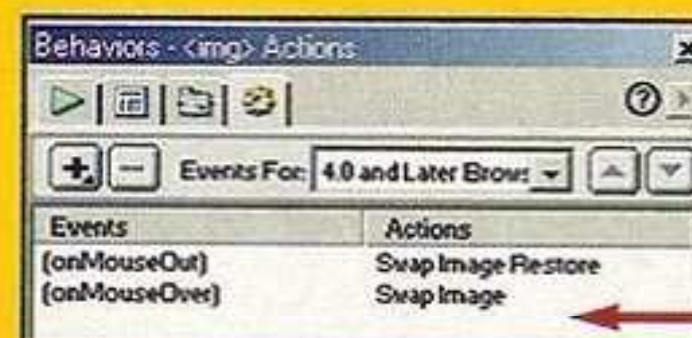 Behaviors - <img> Actions
Events For: 4.0 and Later Brows
Events Actions
(onMouseOut) Swap Image Restore
(onMouseOver) Swap Image